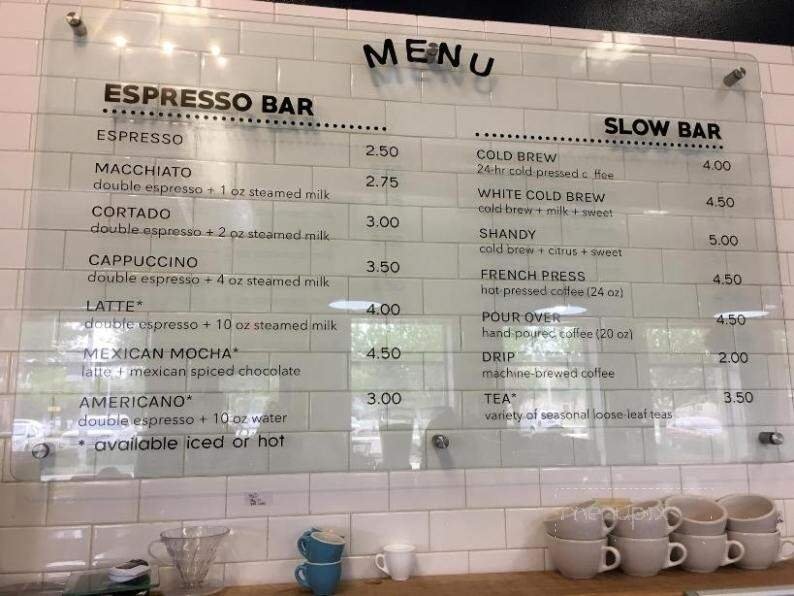 MENU
ESPRESSO BAR
ESPRESSO 2.50
MACCHIATO 2.75
double espresso + 1 oz steamed milk
CORTADO 3.00
double espresso + 2 oz steamed milk
CAPPUCCINO 3.50
double espresso + 4 oz steamed milk
LATTE* 4.00
double espresso + 10 oz steamed milk
MEXICAN MOCHA* 4.50
latte + mexican spiced chocolate
AMERICANO* 3.00
double espresso + 10 oz water
* available iced or hot
SLOW BAR
COLD BREW 4.00
24-hr cold-pressed c ffee
WHITE COLD BREW 4.50
cold brew + milk + sweet
SHANDY 5.00
cold brew + citrus + sweet
FRENCH PRESS 4.50
hot-pressed coffee (24 oz)
POUR OVER 4.50
hand-poured coffee (20 oz)
DRIP 2.00
machine-brewed coffee
TEA* 3.50
variety of seasonal loose-leaf teas
menupix